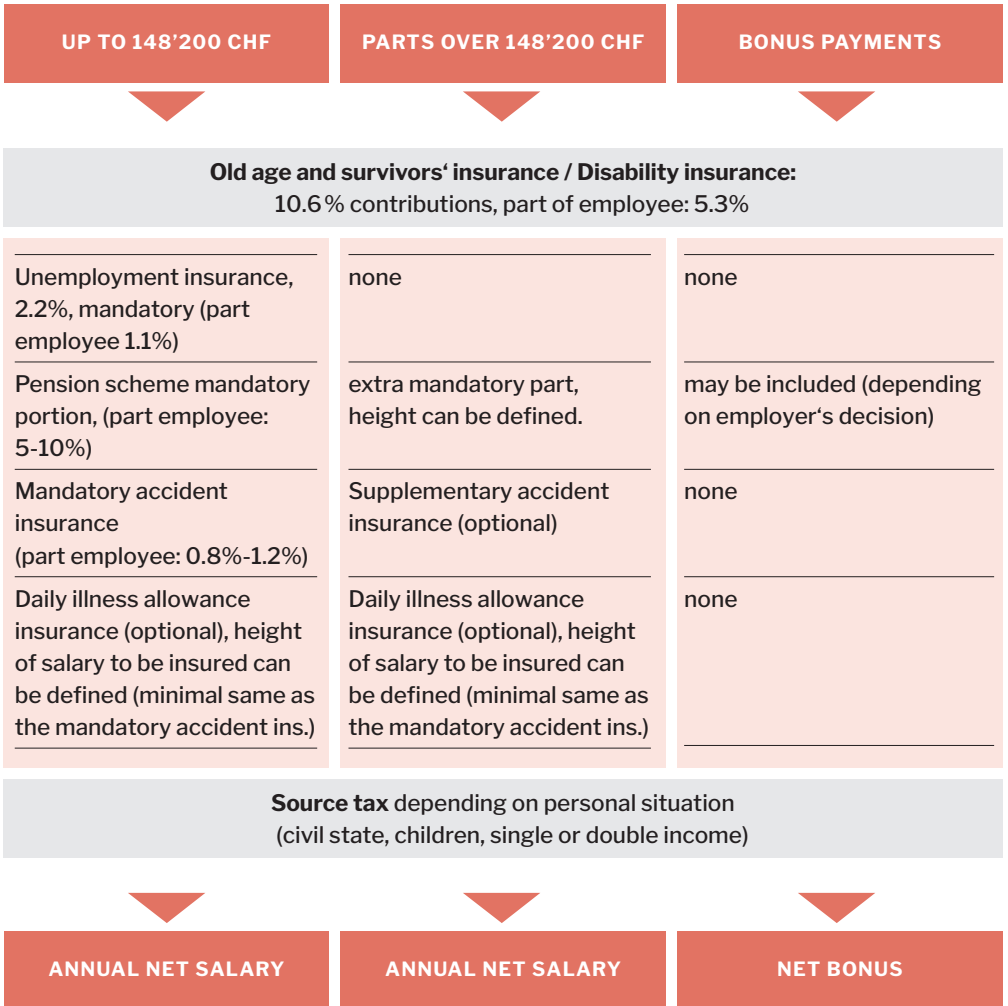 UP TO 148’200 CHF
PARTS OVER 148’200 CHF
BONUS PAYMENTS
Old age and survivors‘ insurance / Disability insurance:
10.6 % contributions, part of employee: 5.3%
Unemployment insurance,
2.2%, mandatory (part
employee 1.1%)
none
none
Pension scheme mandatory
portion, (part employee:
5-10%)
extra mandatory part,
height can be defined.
may be included (depending
on employer‘s decision)
Mandatory accident
insurance
(part employee: 0.8%-1.2%)
Supplementary accident
insurance (optional)
none
Daily illness allowance
insurance (optional), height
of salary to be insured can
be defined (minimal same as
the mandatory accident ins.)
Daily illness allowance
insurance (optional), height
of salary to be insured can
be defined (minimal same as
the mandatory accident ins.)
none
Source tax depending on personal situation
(civil state, children, single or double income)
ANNUAL NET SALARY
ANNUAL NET SALARY
NET BONUS